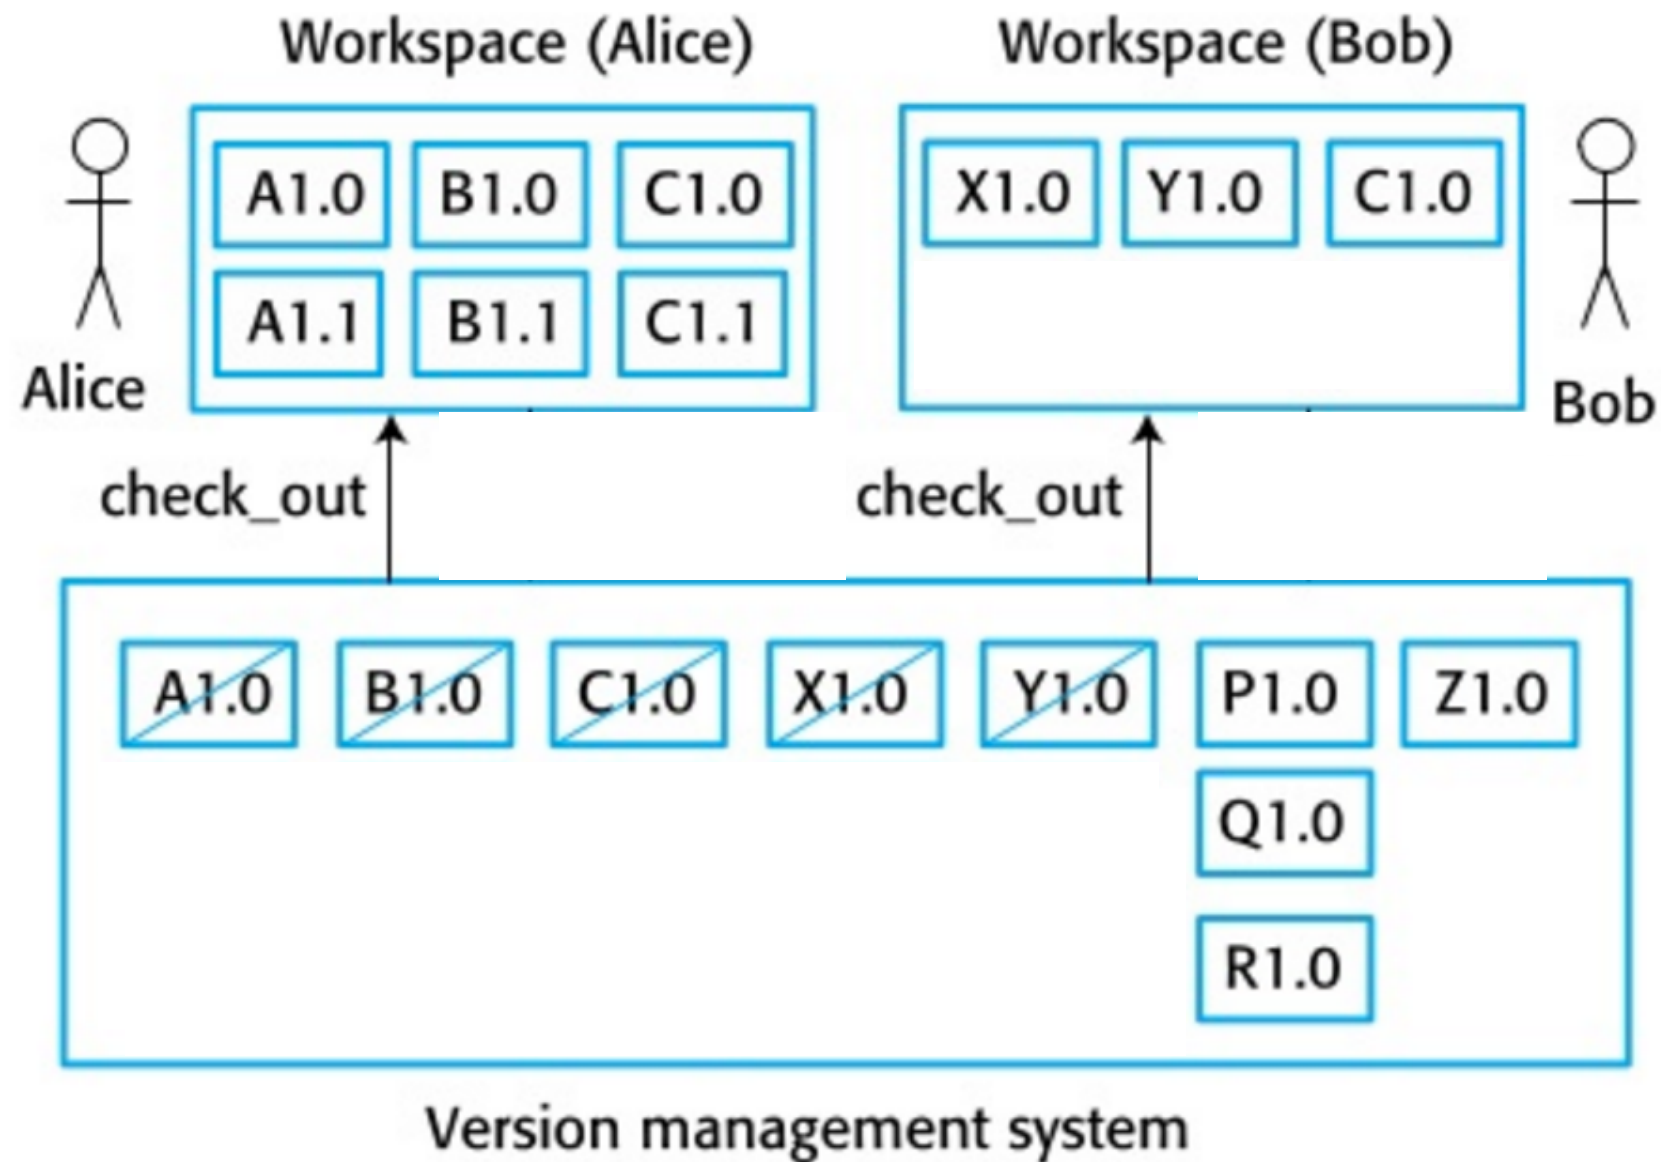 Workspace (Alice)
Workspace (Bob)
A1.0 B1.0 C1.0
A1.1 B1.1 C1.1
Alice
X1.0 Y1.0 C1.0
Bob
check_out
check_out
A1.0 B1.0 C1.0 X1.0 Y1.0 P1.0 Z1.0
Q1.0
R1.0
Version management system